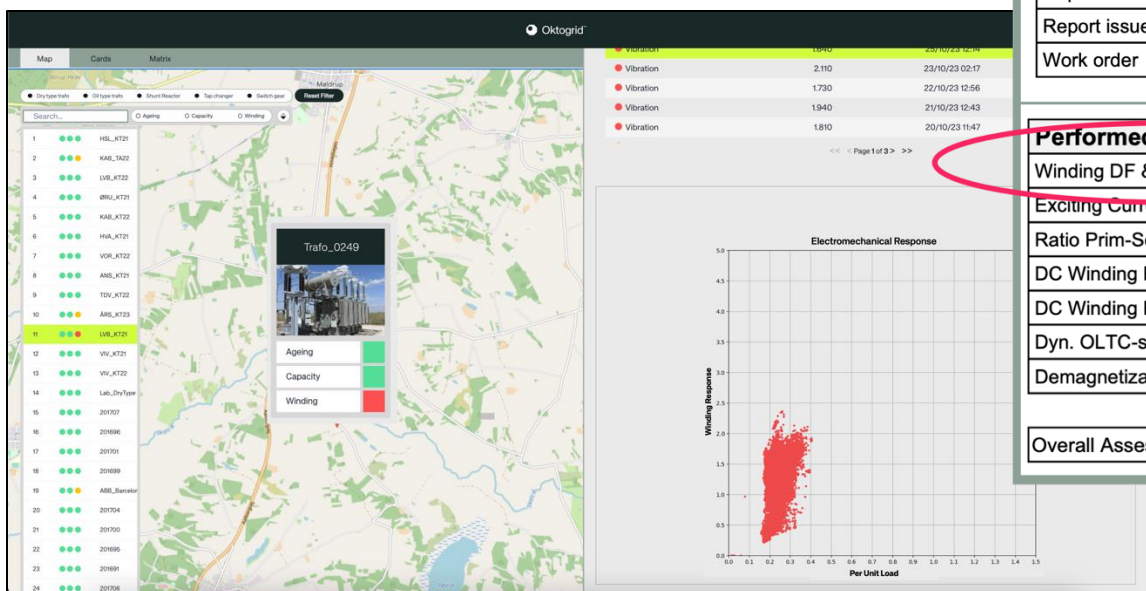 Oktogrid
Map Cards Matrix
Møldrup
Dry type trafo Oil type trafo Shunt Reactor Tap changer Switch gear Reset Filter
Search... Ageing Capacity Winding
1 HSL_KT21
2 KAB_TA22
3 LVB_KT22
4 ØRU_KT21
5 KAB_KT22
6 HVA_KT21
7 VOR_KT22
8 ANS_KT21
9 TDV_KT22
10 ÅRS_KT23
11 LVB_KT21
12 VIV_KT21
13 VIV_KT22
14 Lab_DryType
15 201707
16 201696
17 201701
18 201699
19 ABB_Barcelon
20 201704
21 201700
22 201695
23 201691
24 201706
Trafo_0249
Ageing
Capacity
Winding
Vibration 1.640 25/10/23 12:14
Vibration 2.110 23/10/23 02:17
Vibration 1.730 22/10/23 12:56
Vibration 1.940 21/10/23 12:43
Vibration 1.810 20/10/23 11:47
<< < Page 1 of 3 > >>
Electromechanical Response
Winding Response
5.0
4.5
4.0
3.5
3.0
2.5
2.0
1.5
1.0
0.5
0.0
0.0 0.1 0.2 0.3 0.4 0.5 0.6 0.7 0.8 0.9 1.0 1.1 1.2 1.3 1.4 1.5
Per Unit Load
Report issue
Work order
Performed
Winding DF &
Exciting Curr
Ratio Prim-Se
DC Winding
DC Winding
Dyn. OLTC-s
Demagnetiza
Overall Asses